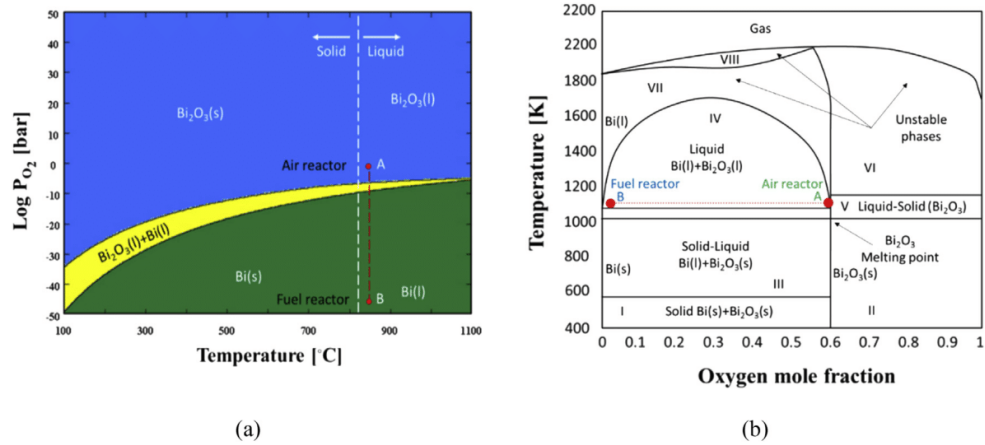 50
40
30
20
10
0
-10
-20
-30
-40
-50
Log P O₂ [bar]
Solid Liquid
Bi₂O₃(s)
Bi₂O₃(l)
Air reactor A
Bi₂O₃(l)+Bi(l)
Bi(s)
Bi(l)
Fuel reactor B
100 300 500 700 900 1100
Temperature [°C]
(a)
2200
2200
1800
1600
1400
1200
1000
800
600
400
Temperature [K]
Gas
VIII
VII
Unstable
phases
Bi(l)
IV
Liquid
Bi(l)+Bi₂O₃(l)
VI
Fuel reactor
B
Air reactor
A
V Liquid-Solid (Bi₂O₃)
Bi₂O₃
Melting point
Solid-Liquid
Bi(l)+Bi₂O₃(s)
Bi(s)
Bi₂O₃(s)
III
I Solid Bi(s)+Bi₂O₃(s)
II
0 0.1 0.2 0.3 0.4 0.5 0.6 0.7 0.8 0.9 1
Oxygen mole fraction
(b)